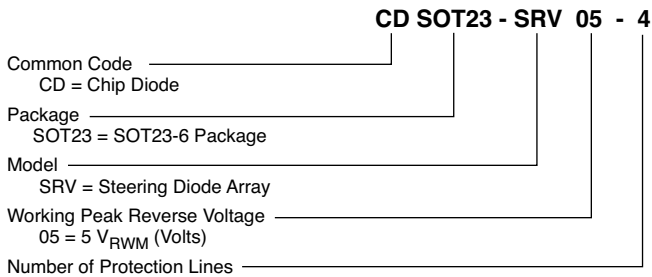 CD SOT23 - SRV 05 - 4
Common Code
CD = Chip Diode
Package
SOT23 = SOT23-6 Package
Model
SRV = Steering Diode Array
Working Peak Reverse Voltage
05 = 5 VRWM (Volts)
Number of Protection Lines